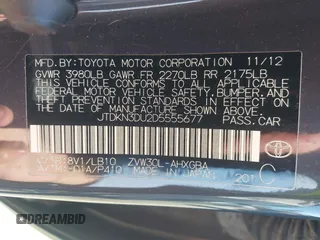 MFD.BY:TOYOTA MOTOR CORPORATION 11/12
GVWR 3980LB GAWR FR 2270LB RR 2175LB
THIS VEHICLE CONFORMS TO ALL
APPLICABLE FEDERAL MOTOR VEHICLE
SAFETY, BUMPER, AND THEFT
PREVENTION STANDARDS IN EFFECT
ON THE DATE OF MANUFACTURE
SHOWN ABOVE.
JTDKN3DU2D5555677 PASS.CAR
8V1/LB10 ZVW30L-AHXGBA
MADE IN JAPAN